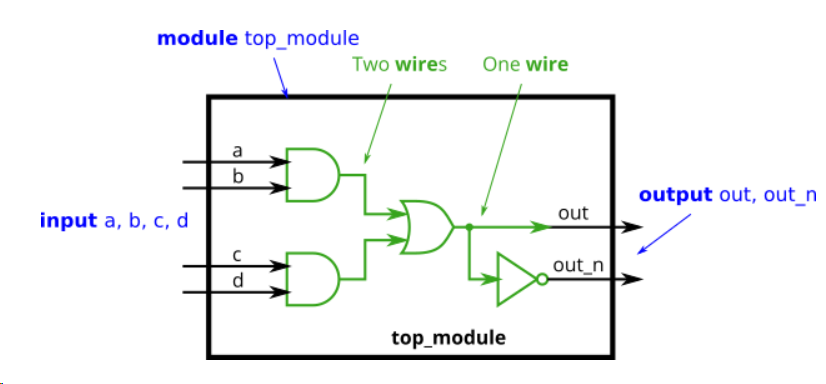 module top_module
Two wires
One wire
a
b
input a, b, c, d
output out, out_n
out
c
d
out_n
top_module